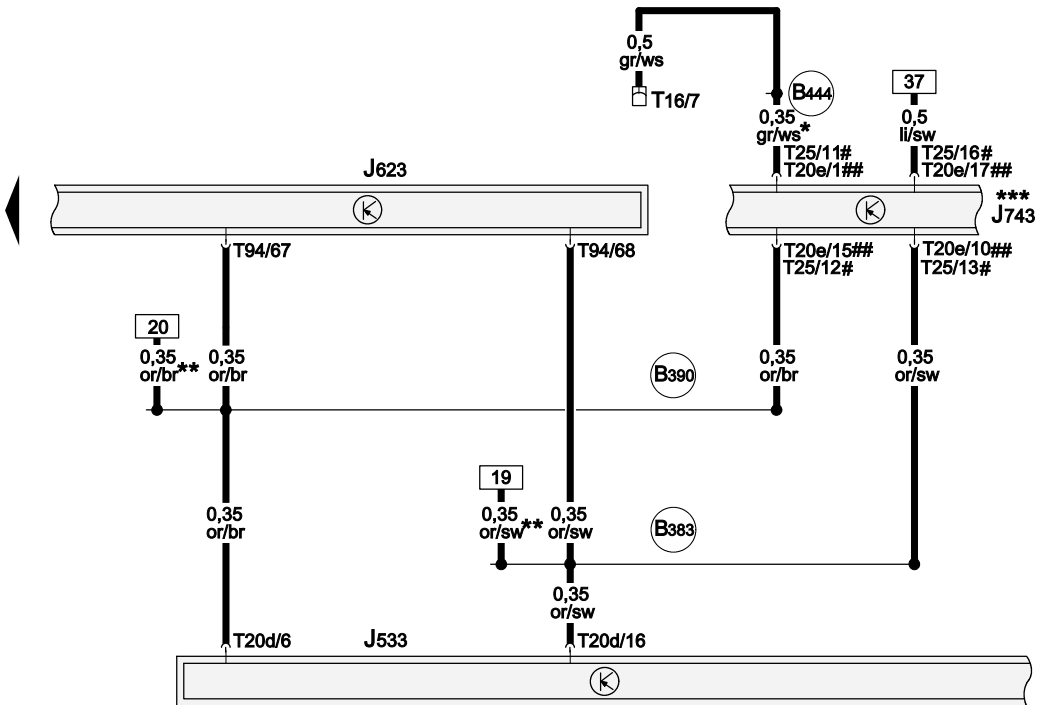 0,5
gr/ws
T16/7
B444
37
0,35
gr/ws*
0,5
li/sw
T25/11#
T20e/1##
T25/16#
T20e/17##
J623
***
J743
T94/67
T94/68
T20e/15##
T25/12#
T20e/10##
T25/13#
20
0,35
or/br**
0,35
or/br
B390
0,35
or/br
0,35
or/sw
19
0,35
or/br
0,35
or/sw**
0,35
or/sw
B383
0,35
or/sw
T20d/6
J533
T20d/16